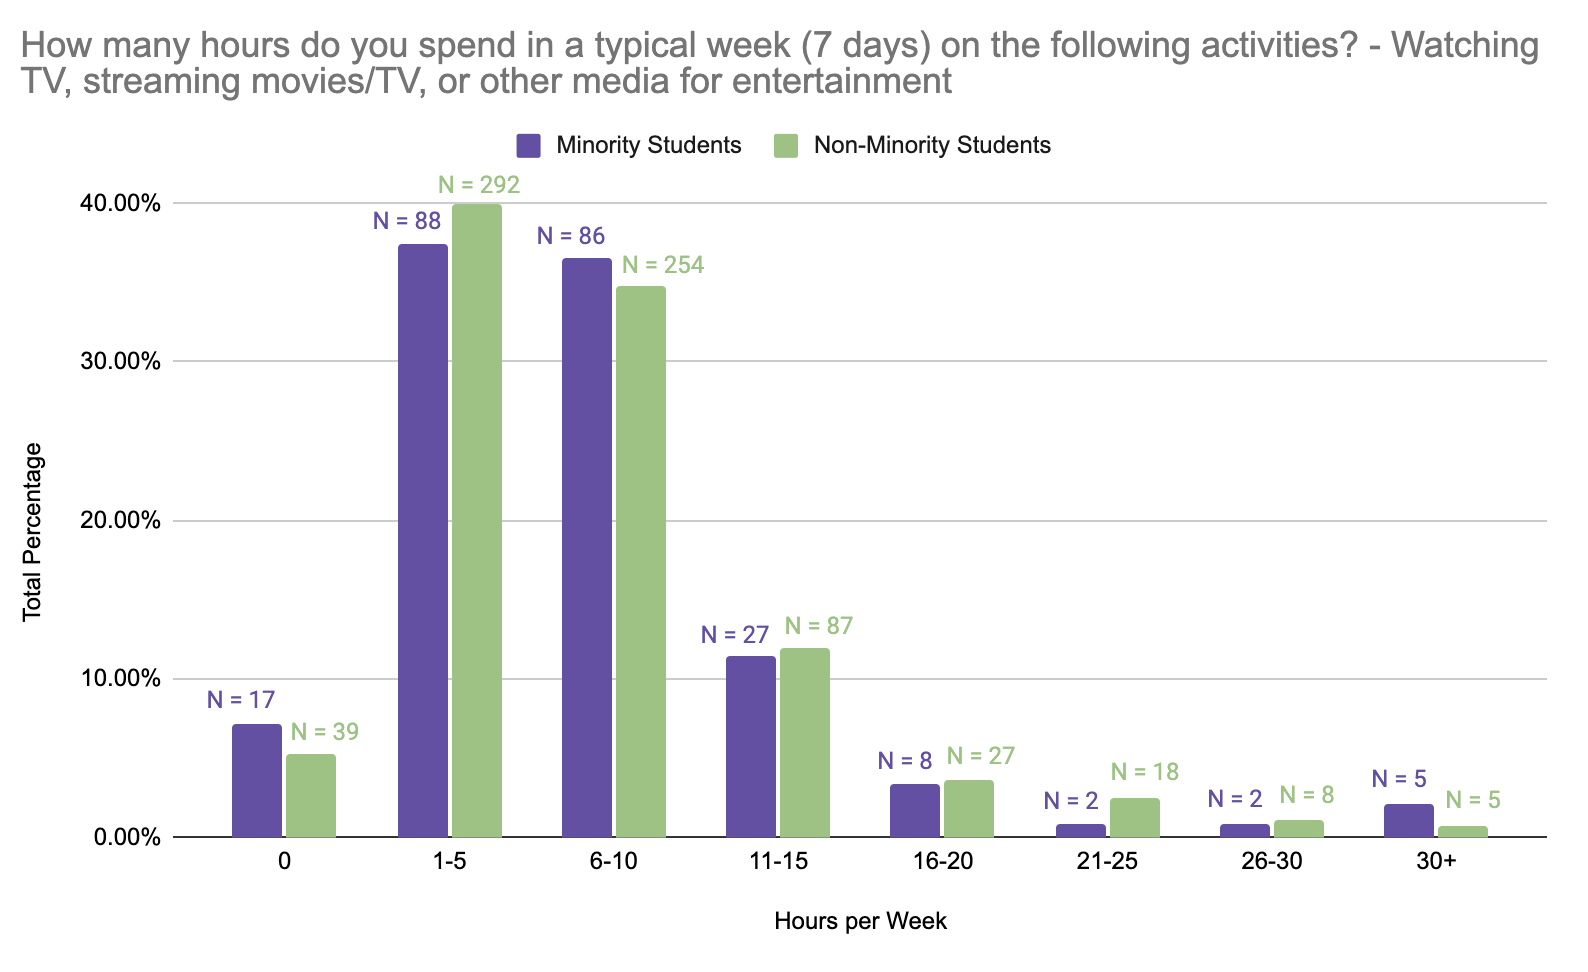 How many hours do you spend in a typical week (7 days) on the following activities? - Watching
TV, streaming movies/TV, or other media for entertainment
Minority Students
Non-Minority Students
40.00%
30.00%
20.00%
10.00%
0.00%
Total Percentage
N = 17
N = 39
N = 88
N = 292
N = 86
N = 254
N = 27
N = 87
N = 8
N = 27
N = 2
N = 18
N = 2
N = 8
N = 5
N = 5
0
1-5
6-10
11-15
16-20
21-25
26-30
30+
Hours per Week